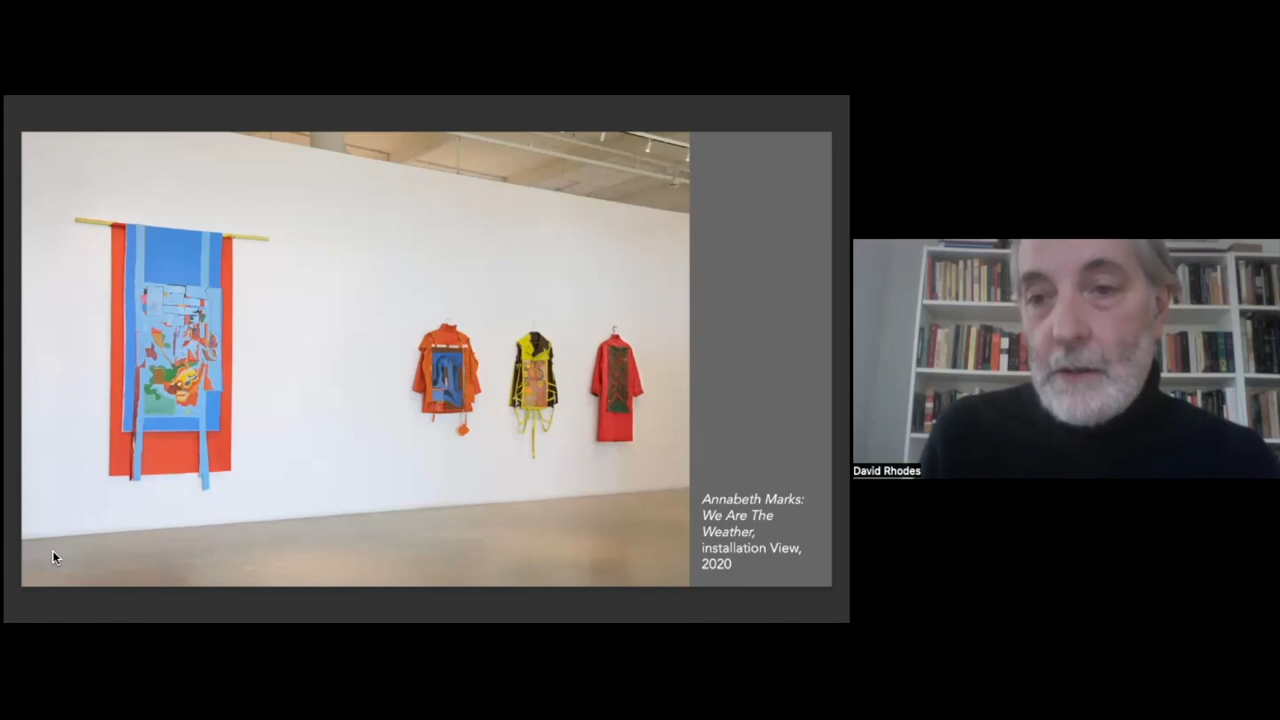 Annabeth Marks:
We Are The
Weather,
installation View,
2020
David Rhodes